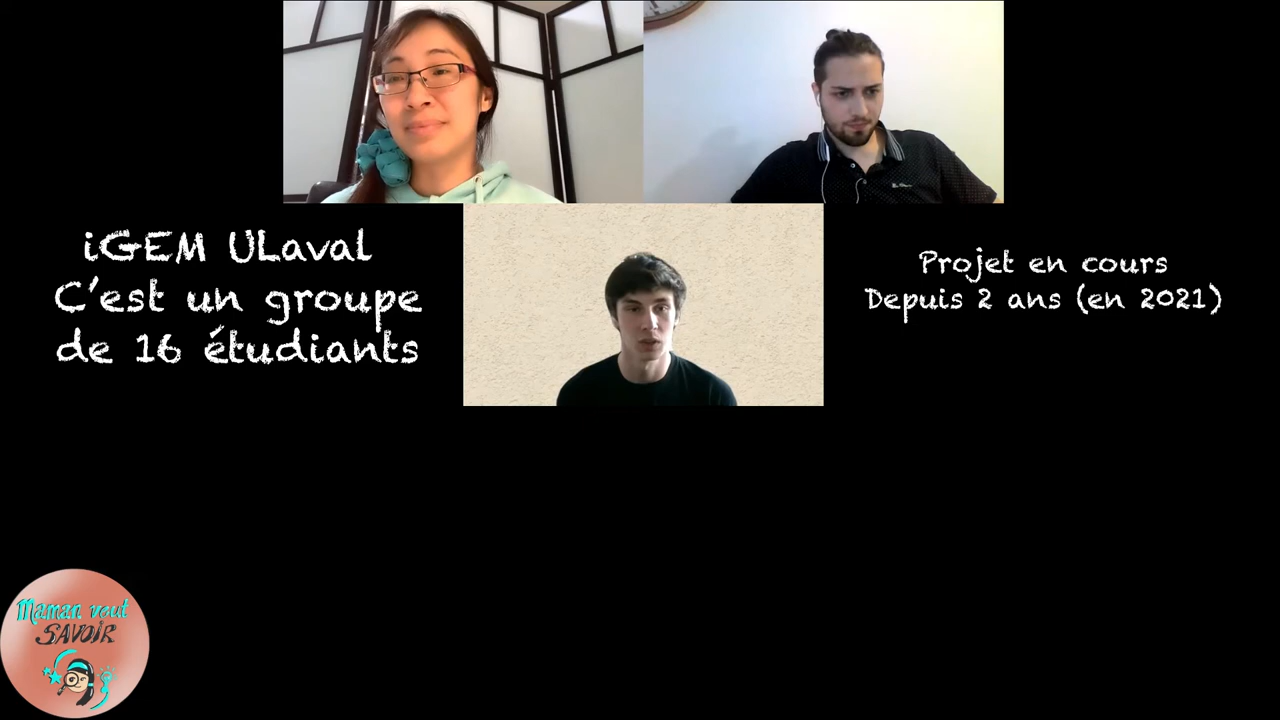 iGEM ULaval
C'est un groupe
de 16 étudiants
Projet en cours
Depuis 2 ans (en 2021)
Maman veut
SAVOIR